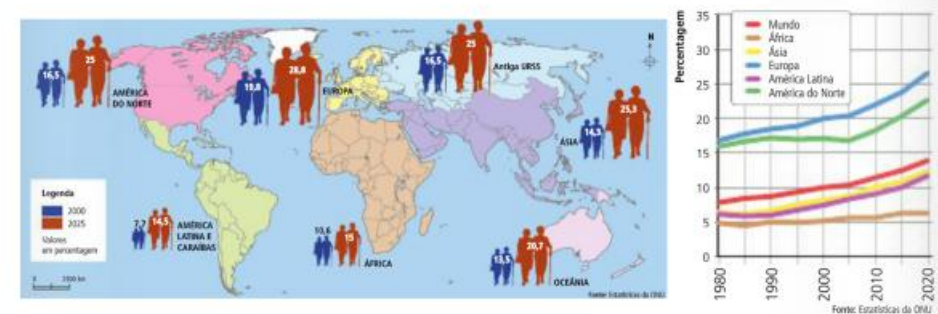 16,5
25
AMÉRICA
DO NORTE
19,8
28,8
EUROPA
16,5
25
Antiga URSS
N
ÁSIA
14,3
25,3
Legenda
2000
2025
Valores
em percentagem
7,7
14,5
AMÉRICA
LATINA E
CARAÍBAS
10,6
15
ÁFRICA
13,5
20,7
OCEÂNIA
0
km
Fonte: Estatísticas da ONU
Percentagem
35
30
25
20
15
10
5
0
Mundo
África
Ásia
Europa
América Latina
América do Norte
1980
1990
2000
2010
2020
Fonte: Estatísticas da ONU